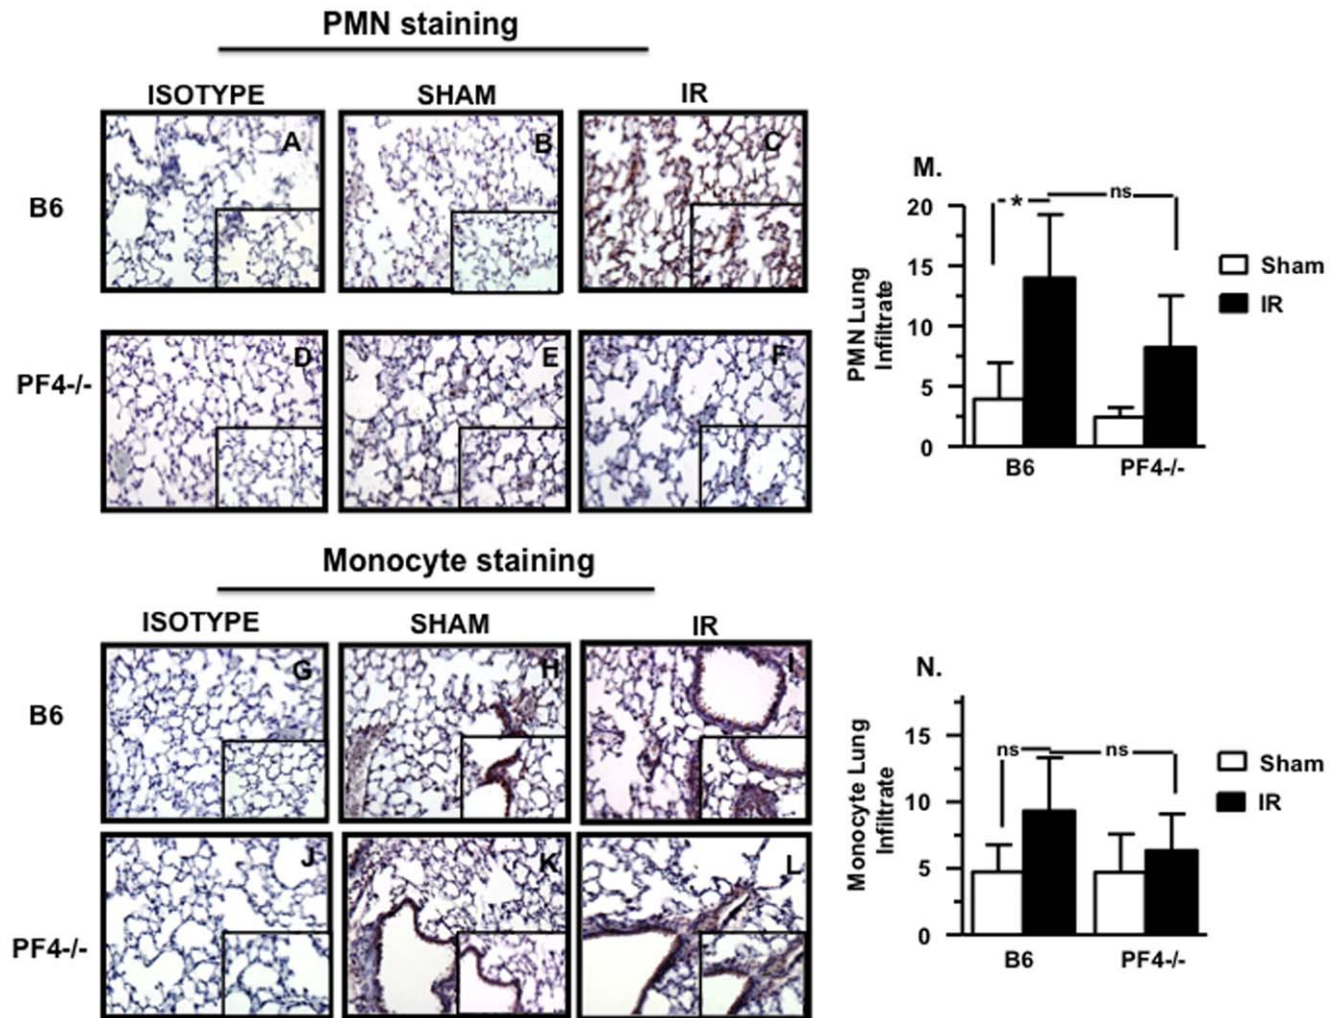 PMN staining
ISOTYPE SHAM IR
B6
A B C
PF4-/-
D E F
M.
PMN Lung
Infiltrate
20
15
10
5
0
* ns
B6 PF4-/-
Sham
IR
Monocyte staining
ISOTYPE SHAM IR
B6
G H I
PF4-/-
J K L
N.
Monocyte Lung
Infiltrate
15
10
5
0
ns ns
B6 PF4-/-
Sham
IR